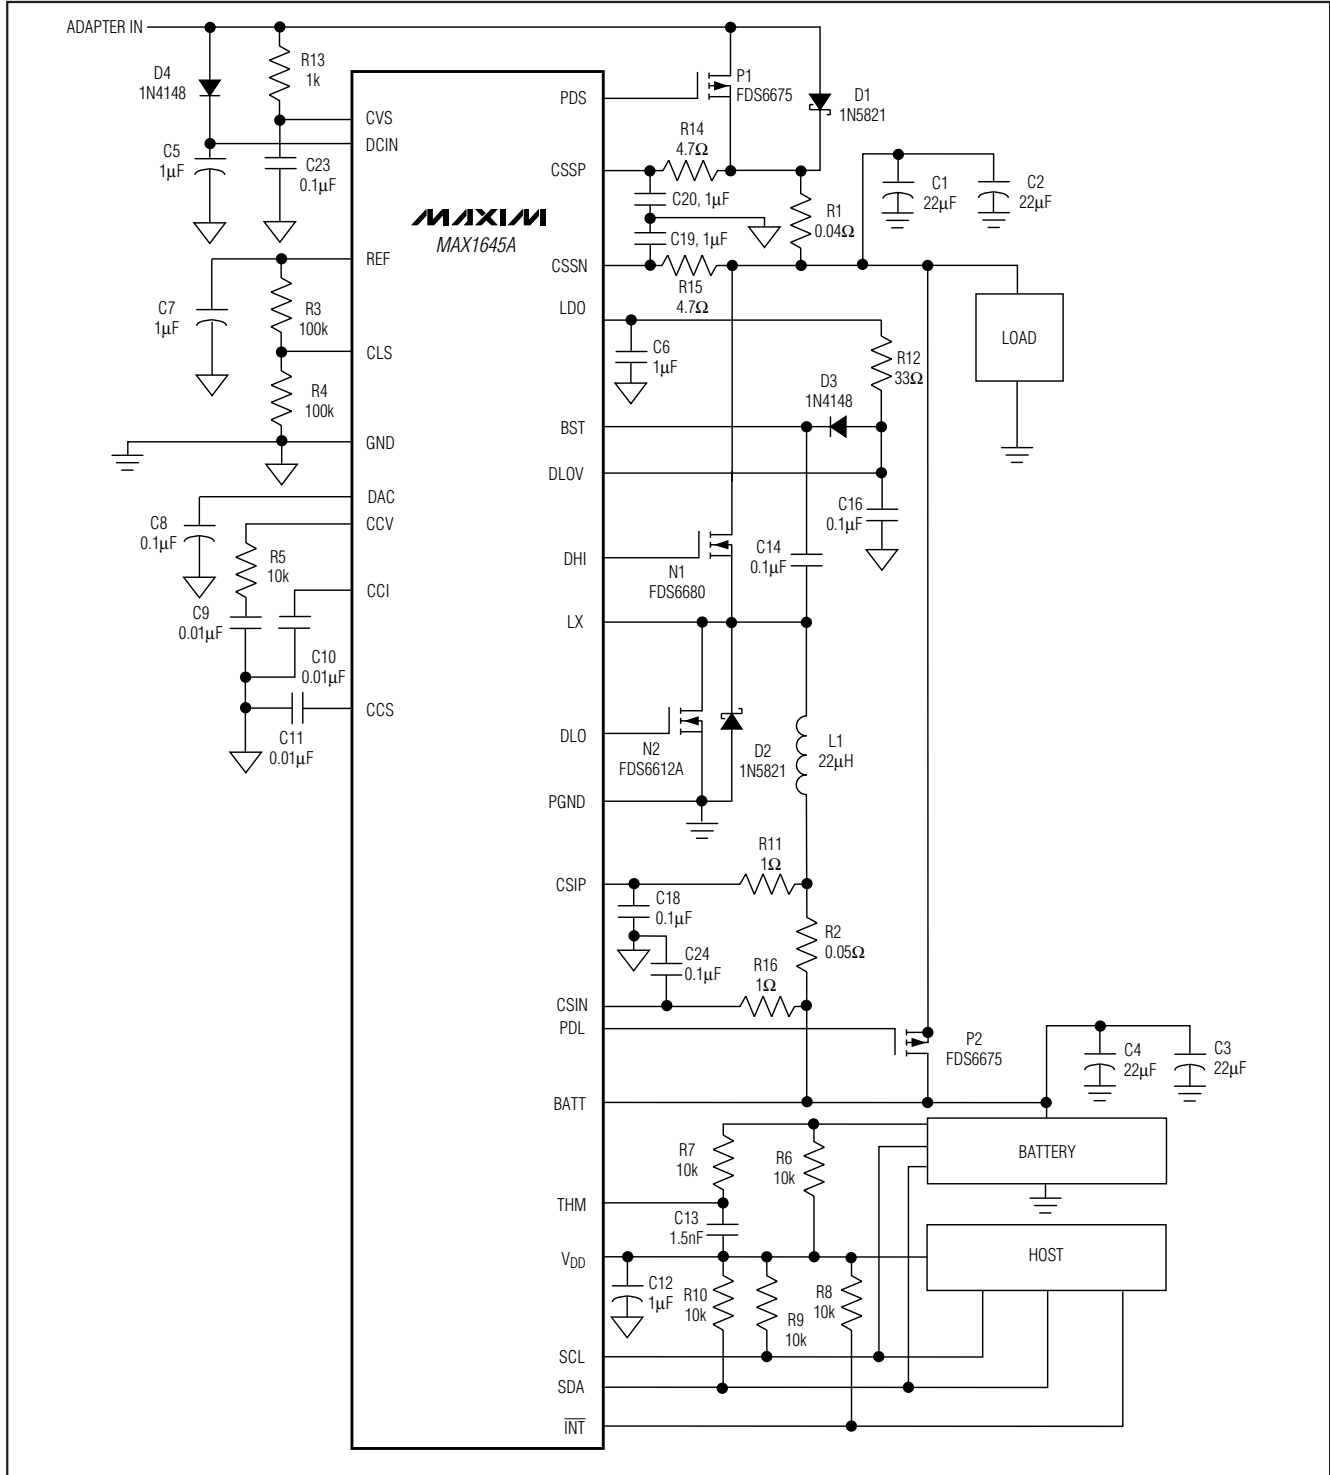 ADAPTER IN
D4
1N4148
R13
1k
C5
1µF
C23
0.1µF
CVS
DCIN
MAXIM
MAX1645A
PDS
P1
FDS6675
D1
1N5821
R14
4.7Ω
CSSP
C20, 1µF
C19, 1µF
R1
0.04Ω
C1
22µF
C2
22µF
CSSN
R15
4.7Ω
REF
C7
1µF
R3
100k
CLS
R4
100k
GND
LDO
C6
1µF
R12
33Ω
LOAD
D3
1N4148
BST
DLOV
C16
0.1µF
DAC
C8
0.1µF
CCV
R5
10k
CCI
C9
0.01µF
C10
0.01µF
CCS
C11
0.01µF
DHI
N1
FDS6680
C14
0.1µF
LX
DLO
N2
FDS6612A
D2
1N5821
L1
22µH
PGND
R11
1Ω
CSIP
C18
0.1µF
R2
0.05Ω
C24
0.1µF
R16
1Ω
CSIN
PDL
P2
FDS6675
C4
22µF
C3
22µF
BATT
R7
10k
R6
10k
BATTERY
THM
C13
1.5nF
VDD
HOST
C12
1µF
R10
10k
R9
10k
R8
10k
SCL
SDA
INT